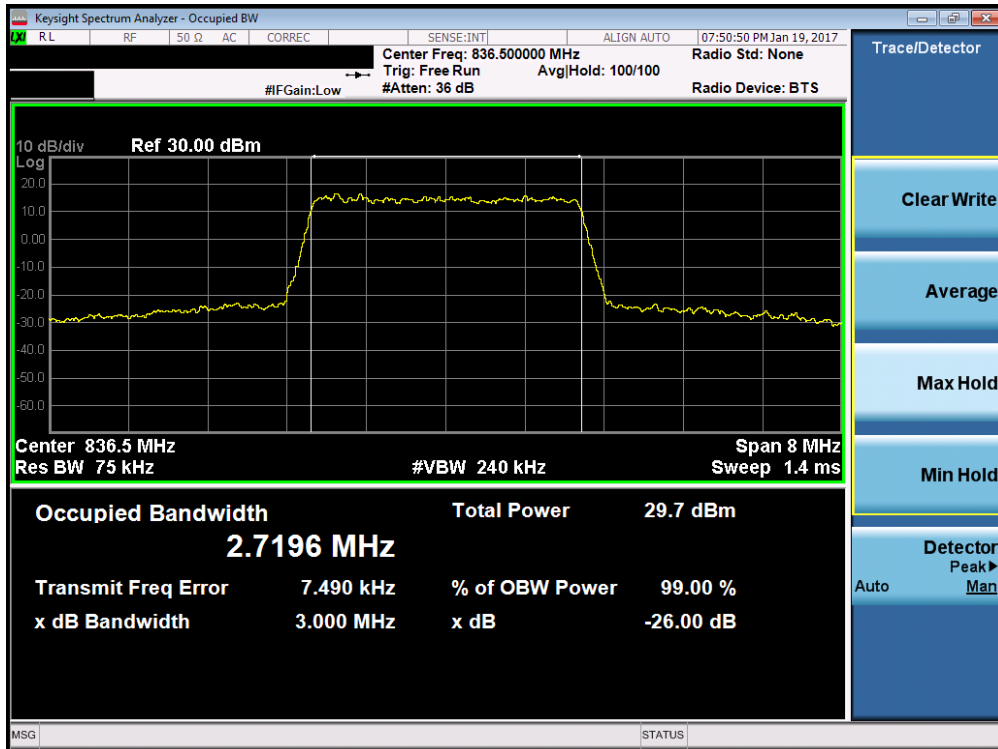 Keysight Spectrum Analyzer - Occupied BW
LXI RL RF 50 Ω AC CORREC SENSE:INT ALIGN AUTO 07:50:50 PM Jan 19, 2017
Center Freq: 836.500000 MHz Radio Std: None
Trig: Free Run Avg|Hold: 100/100
#IFGain:Low #Atten: 36 dB Radio Device: BTS
Trace/Detector
10 dB/div Ref 30.00 dBm
Log
20.0
10.0
0.00
-10.0
-20.0
-30.0
-40.0
-50.0
-60.0
Center 836.5 MHz Span 8 MHz
Res BW 75 kHz #VBW 240 kHz Sweep 1.4 ms
Occupied Bandwidth Total Power 29.7 dBm
2.7196 MHz
Transmit Freq Error 7.490 kHz % of OBW Power 99.00 %
x dB Bandwidth 3.000 MHz x dB -26.00 dB
Clear Write
Average
Max Hold
Min Hold
Detector
Peak▶
Auto Man
MSG STATUS